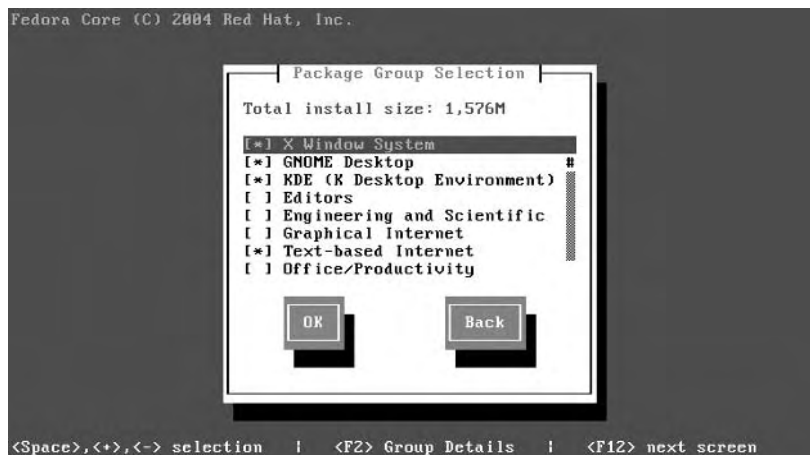 Fedora Core (C) 2004 Red Hat, Inc.
Package Group Selection
Total install size: 1,576M
[*] X Window System
[*] GNOME Desktop #
[*] KDE (K Desktop Environment)
[ ] Editors
[ ] Engineering and Scientific
[ ] Graphical Internet
[*] Text-based Internet
[ ] Office/Productivity
OK Back
<Space>,<+>,<-> selection | <F2> Group Details | <F12> next screen